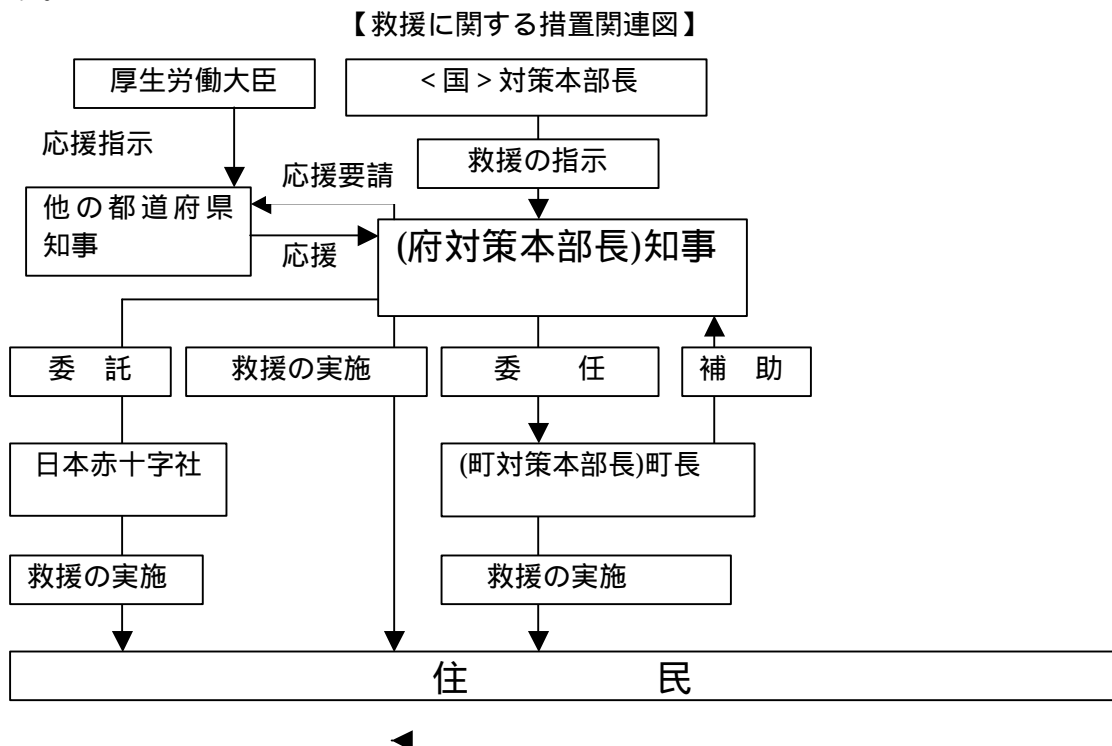 【救援に関する措置関連図】
厚生労働大臣
<国>対策本部長
応援指示
救援の指示
応援要請
他の都道府県
知事
応援
(府対策本部長)知事
委 託
救援の実施
委 任
補 助
日本赤十字社
(町対策本部長)町長
救援の実施
救援の実施
住 民